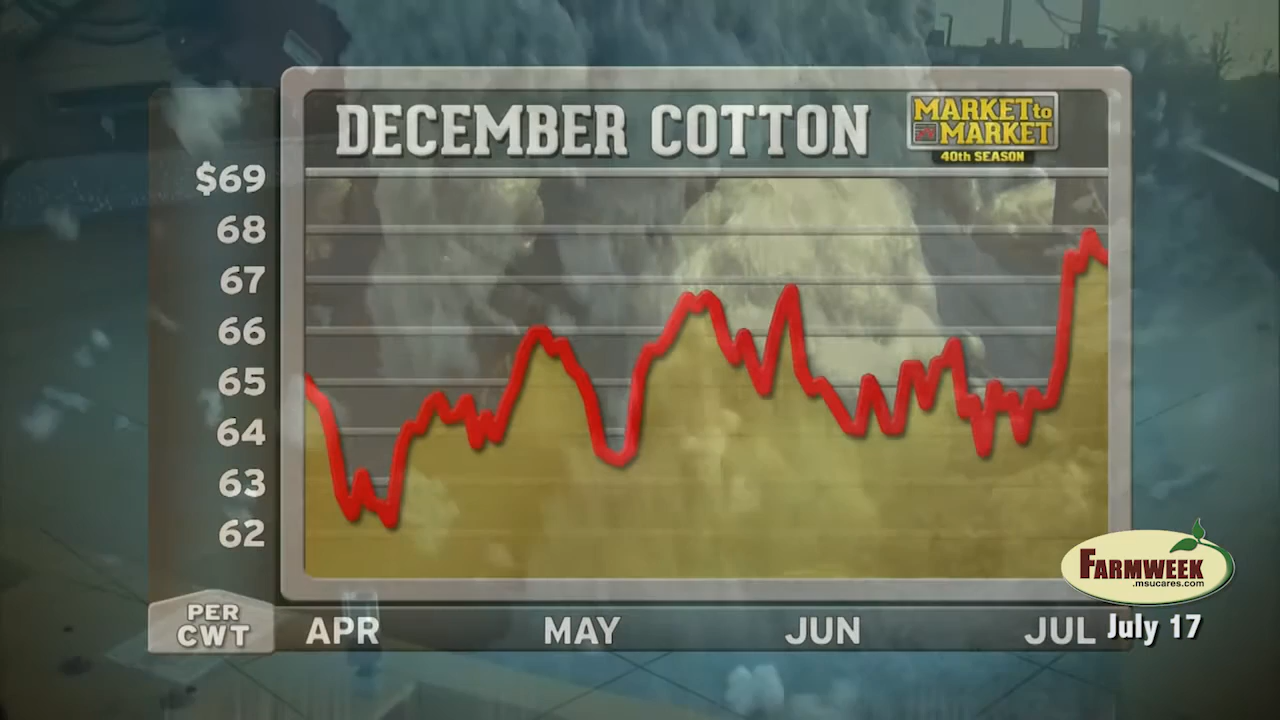 DECEMBER COTTON
MARKET to
MARKET
40th SEASON
$69
68
67
66
65
64
63
62
PER
CWT
APR
MAY
JUN
JUL
FARMWEEK
.msucares.com
July 17